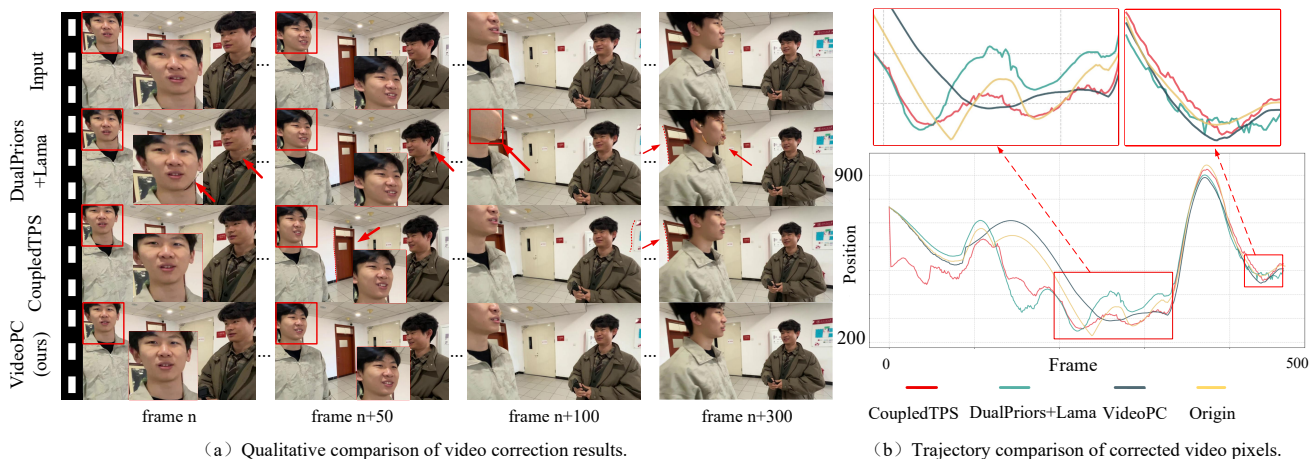 Input
DualPriors
+Lama
CoupledTPS
VideoPC
(ours)
frame n
frame n+50
frame n+100
frame n+300
... ... ...
... ... ...
... ... ...
... ... ...
（a）Qualitative comparison of video correction results.
900
Position
200
0
Frame
500
CoupledTPS
DualPriors+Lama
VideoPC
Origin
（b）Trajectory comparison of corrected video pixels.